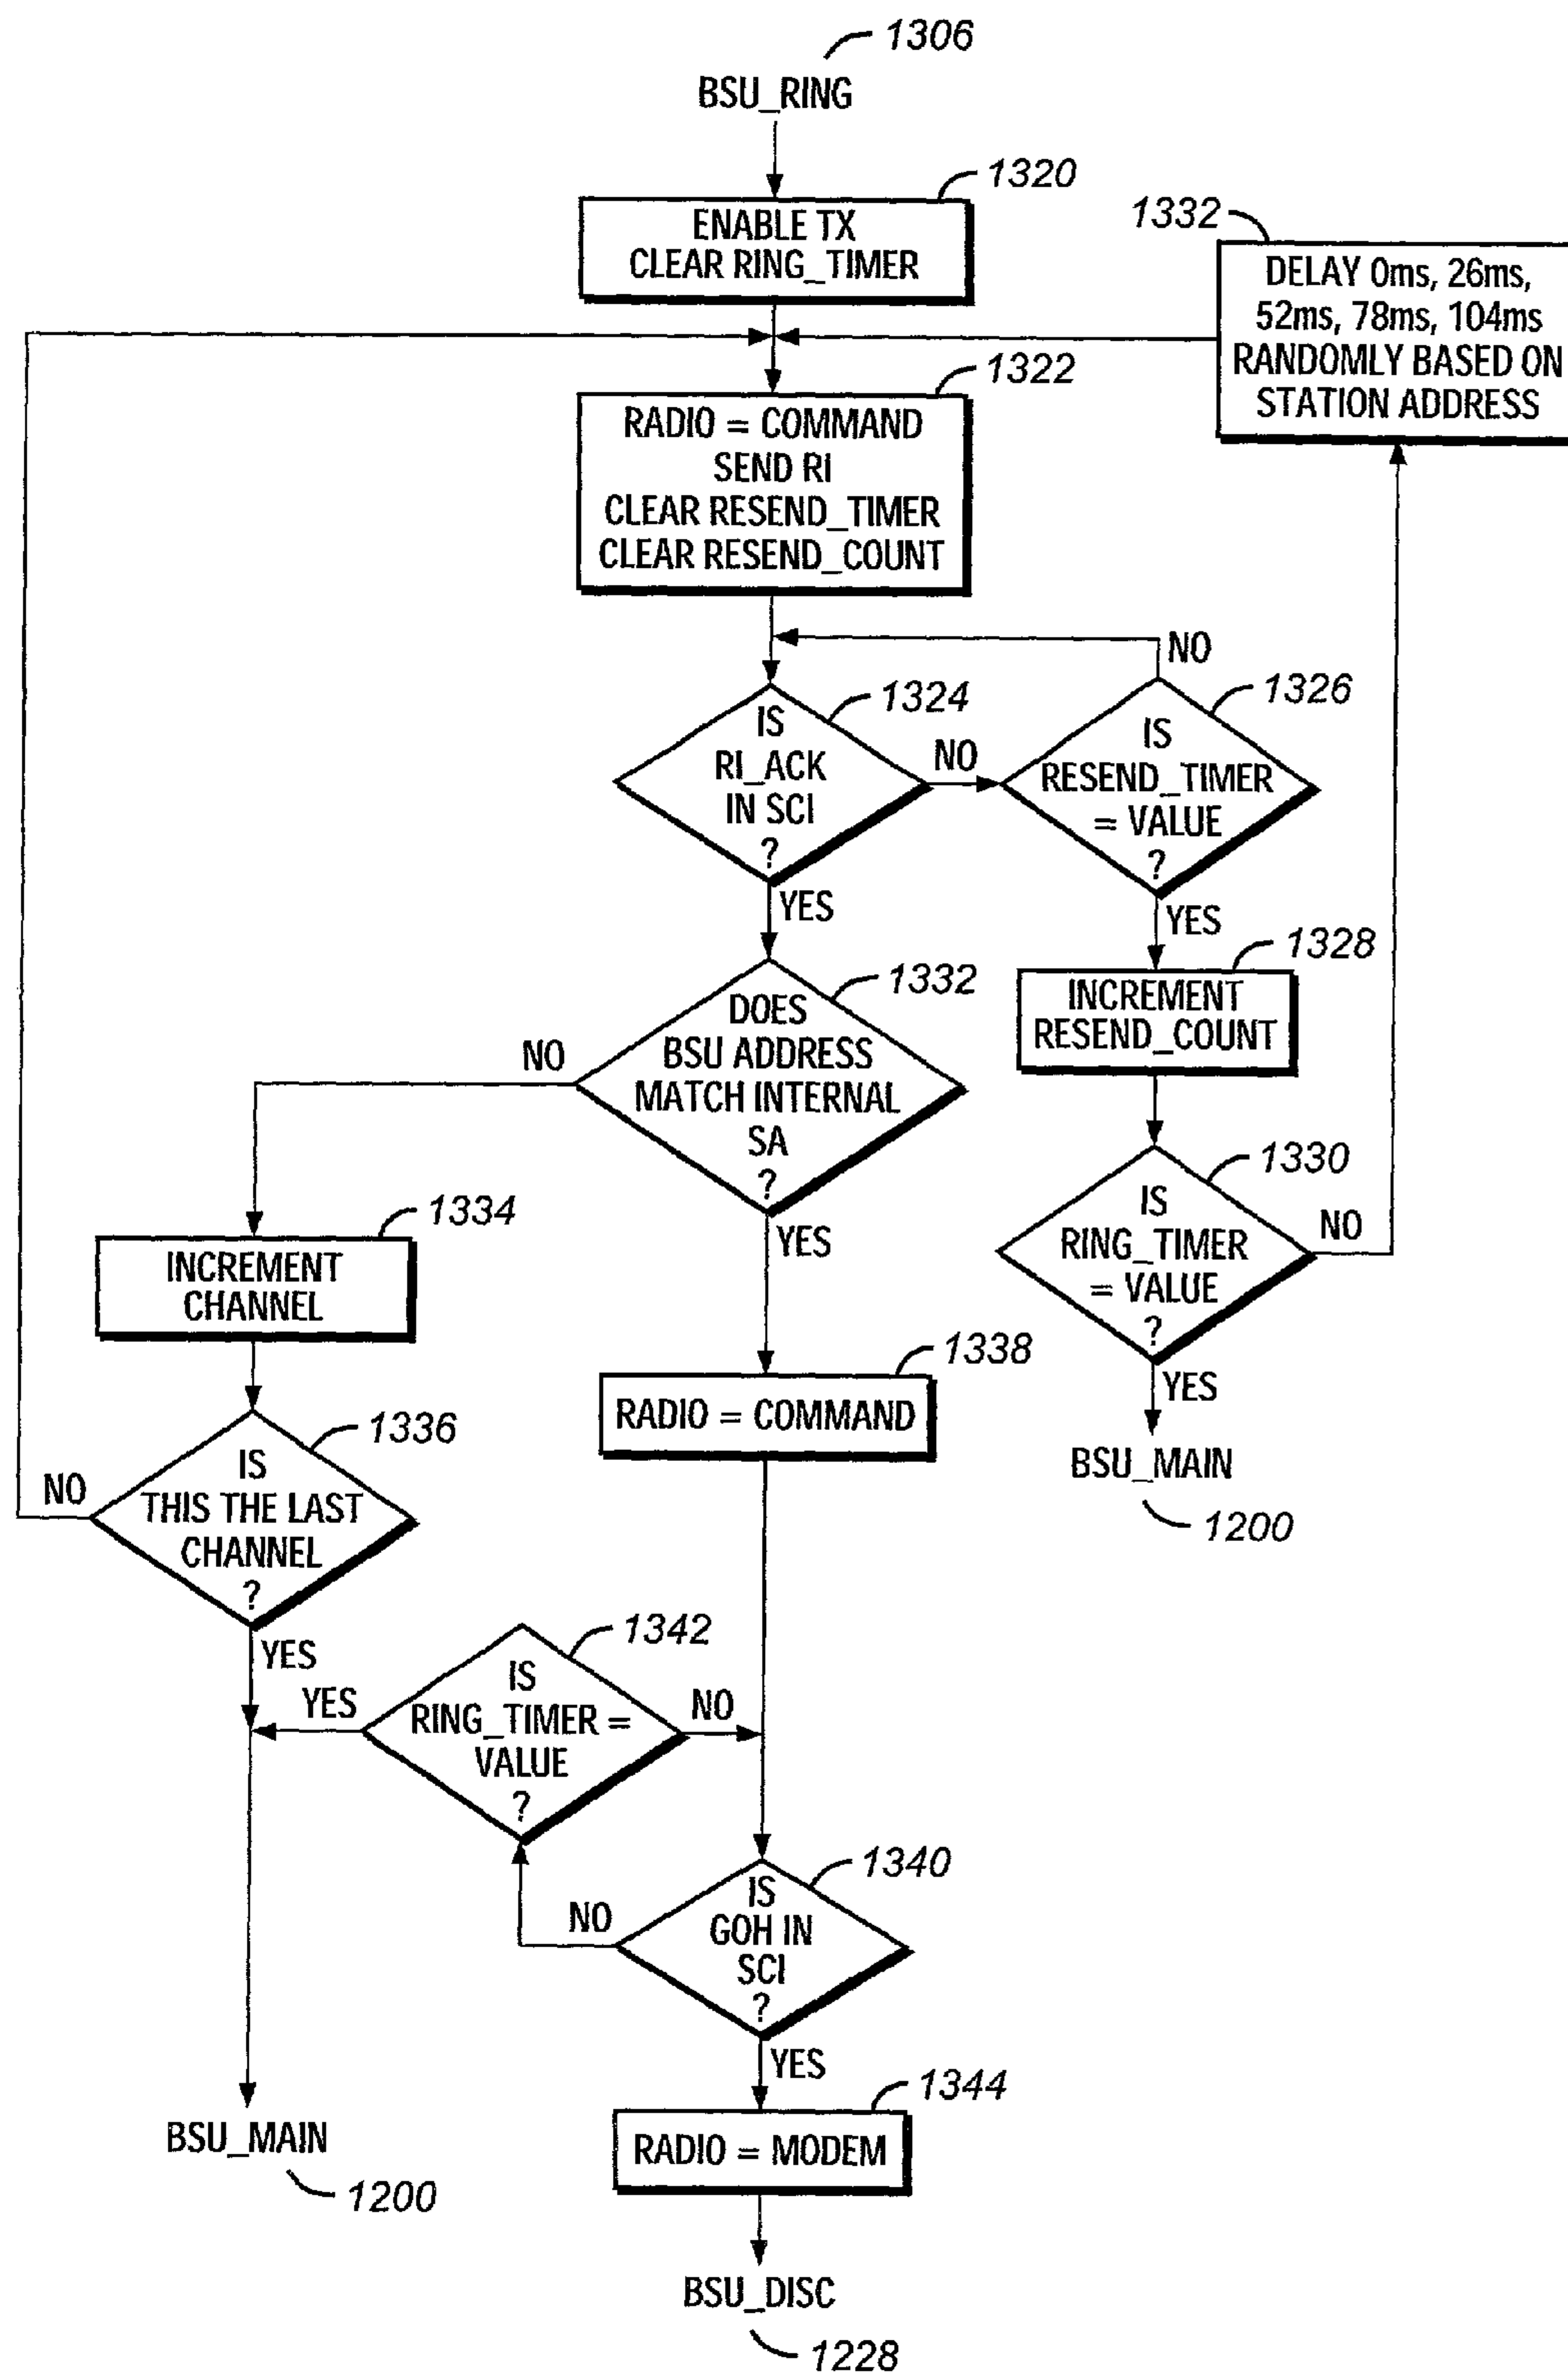 1306
BSU_RING
1320
ENABLE TX
CLEAR RING_TIMER
1332
DELAY 0ms, 26ms,
52ms, 78ms, 104ms
RANDOMLY BASED ON
STATION ADDRESS
1322
RADIO = COMMAND
SEND RI
CLEAR RESEND_TIMER
CLEAR RESEND_COUNT
NO
1324
IS
RI_ACK
IN SCI
?
NO
YES
1326
IS
RESEND_TIMER
= VALUE
?
YES
1328
INCREMENT
RESEND_COUNT
1332
DOES
BSU ADDRESS
MATCH INTERNAL
SA
?
NO
YES
1330
IS
RING_TIMER
= VALUE
?
NO
YES
BSU_MAIN
1200
1334
INCREMENT
CHANNEL
1338
RADIO = COMMAND
1336
IS
THIS THE LAST
CHANNEL
?
NO
YES
1342
IS
RING_TIMER =
VALUE
?
YES
NO
1340
IS
GOH IN
SCI
?
NO
YES
1344
RADIO = MODEM
BSU_MAIN
1200
BSU_DISC
1228